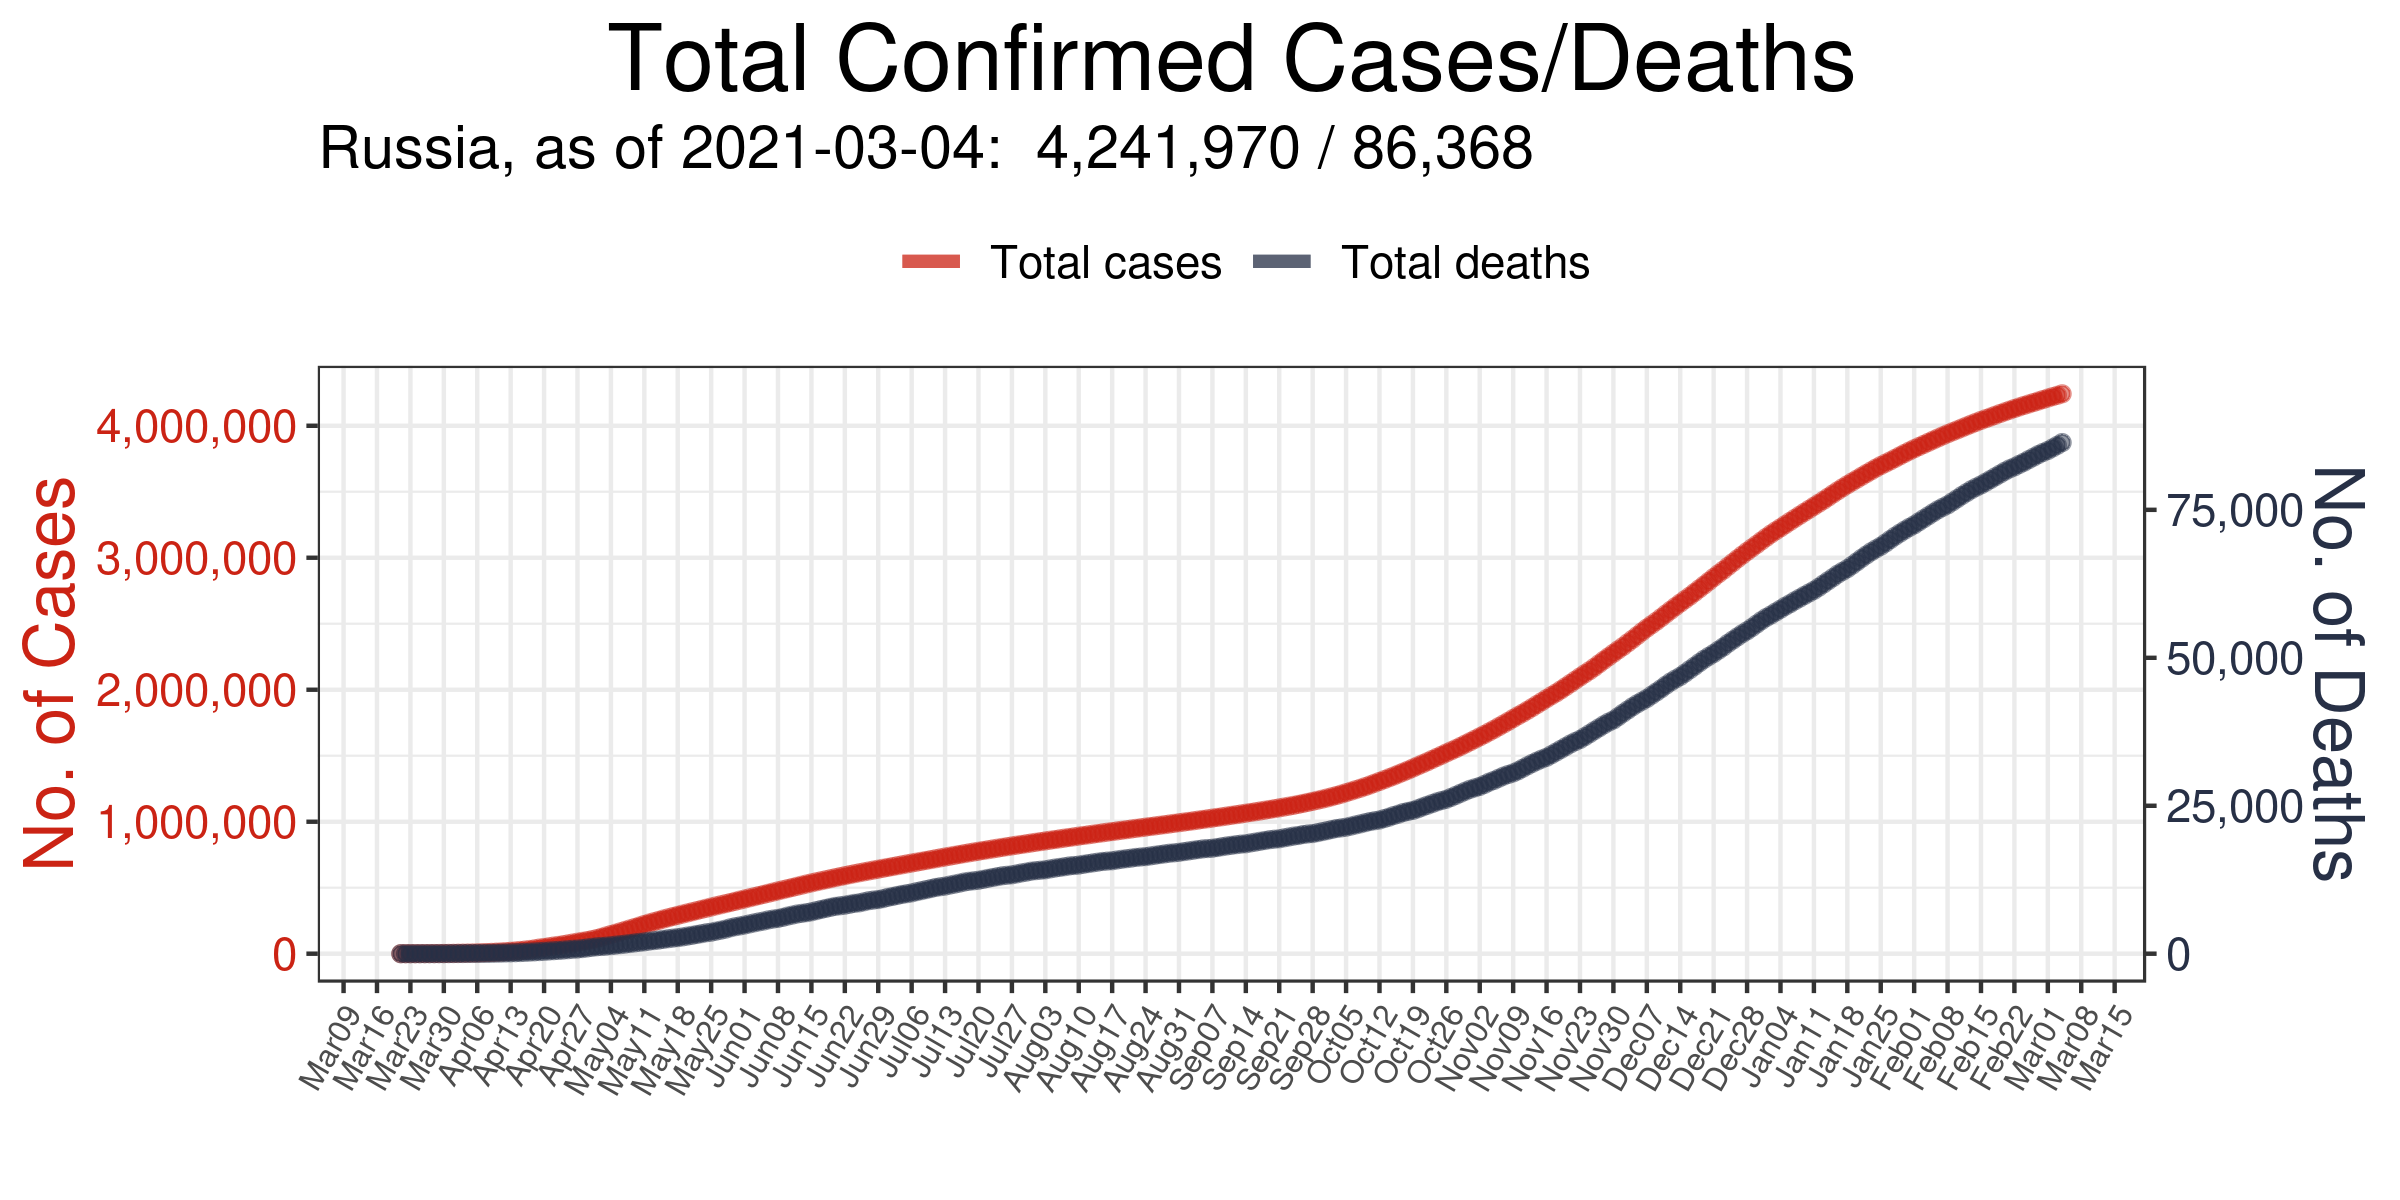 Total Confirmed Cases/Deaths
Russia, as of 2021-03-04: 4,241,970 / 86,368
Total cases
Total deaths
No. of Cases
4,000,000
3,000,000
2,000,000
1,000,000
0
75,000
50,000
25,000
0
No. of Deaths
Mar09
Mar16
Mar23
Mar30
Apr06
Apr13
Apr20
Apr27
May04
May11
May18
May25
Jun01
Jun08
Jun15
Jun22
Jun29
Jul06
Jul13
Jul20
Jul27
Aug03
Aug10
Aug17
Aug24
Aug31
Sep07
Sep14
Sep21
Sep28
Oct05
Oct12
Oct19
Oct26
Nov02
Nov09
Nov16
Nov23
Nov30
Dec07
Dec14
Dec21
Dec28
Jan04
Jan11
Jan18
Jan25
Feb01
Feb08
Feb15
Feb22
Mar01
Mar08
Mar15